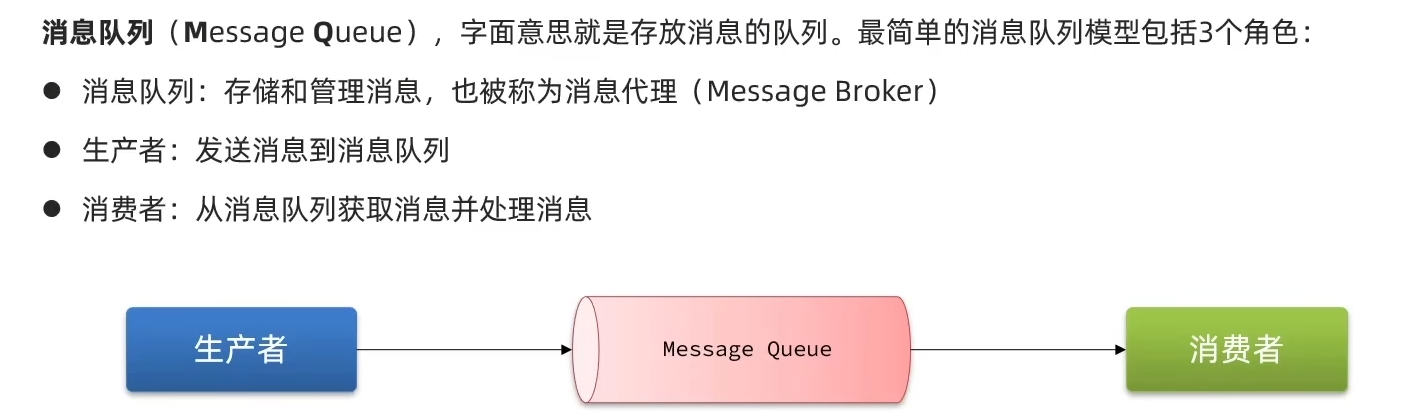 消息队列（Message Queue），字面意思就是存放消息的队列。最简单的消息队列模型包括3个角色：
● 消息队列：存储和管理消息，也被称为消息代理（Message Broker）
● 生产者：发送消息到消息队列
● 消费者：从消息队列获取消息并处理消息
生产者
Message Queue
消费者